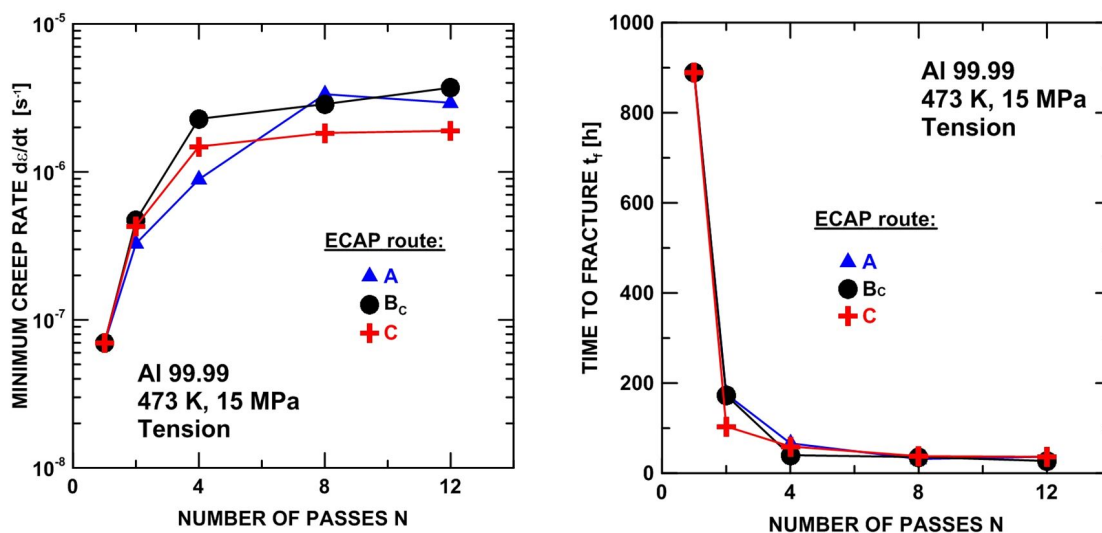 MINIMUM CREEP RATE dε/dt [s⁻¹]
10⁻⁵
10⁻⁶
10⁻⁷
10⁻⁸
ECAP route:
A
Bc
C
Al 99.99
473 K, 15 MPa
Tension
0 4 8 12
NUMBER OF PASSES N
TIME TO FRACTURE t_f [h]
1000
800
600
400
200
0
Al 99.99
473 K, 15 MPa
Tension
ECAP route:
A
Bc
C
0 4 8 12
NUMBER OF PASSES N